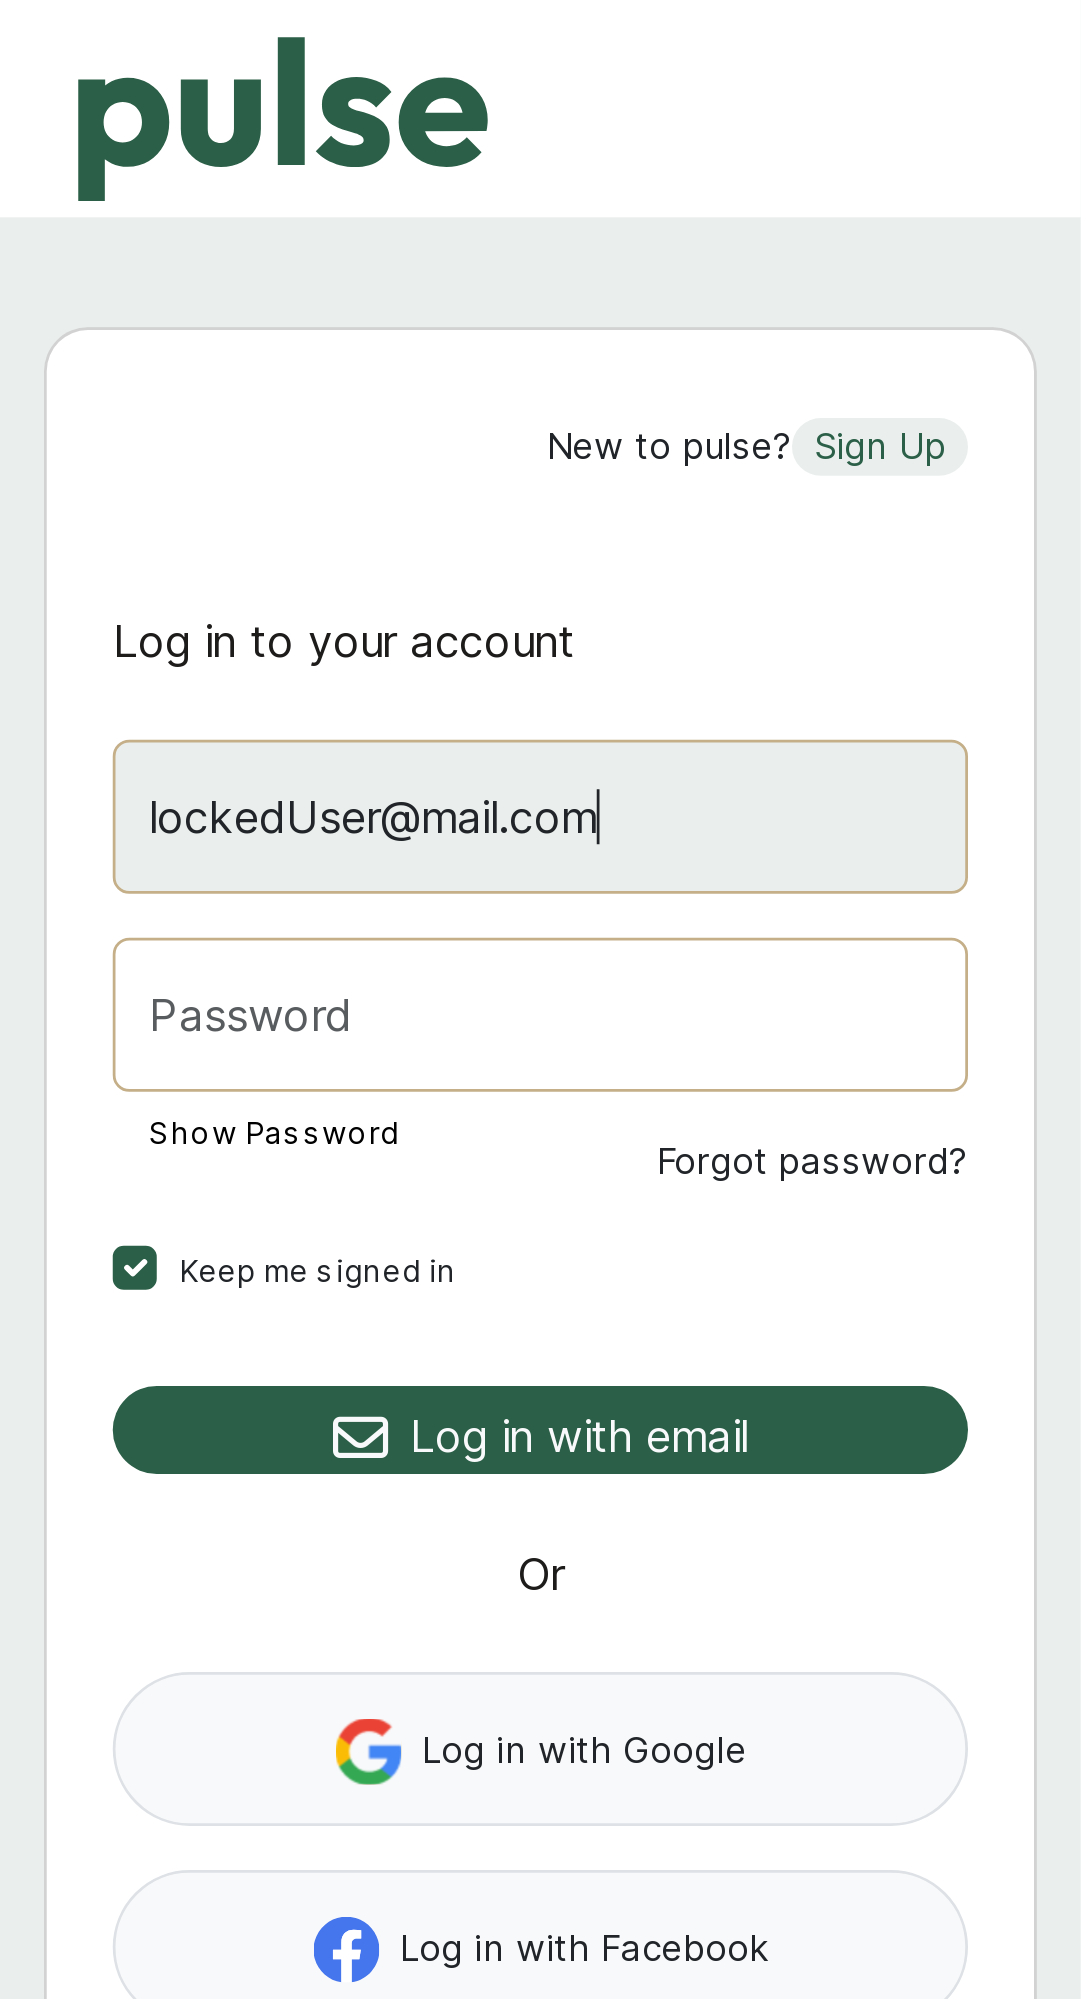 pulse
New to pulse? Sign Up
Log in to your account
lockedUser@mail.com
Password
Show Password
Forgot password?
Keep me signed in
Log in with email
Or
Log in with Google
Log in with Facebook